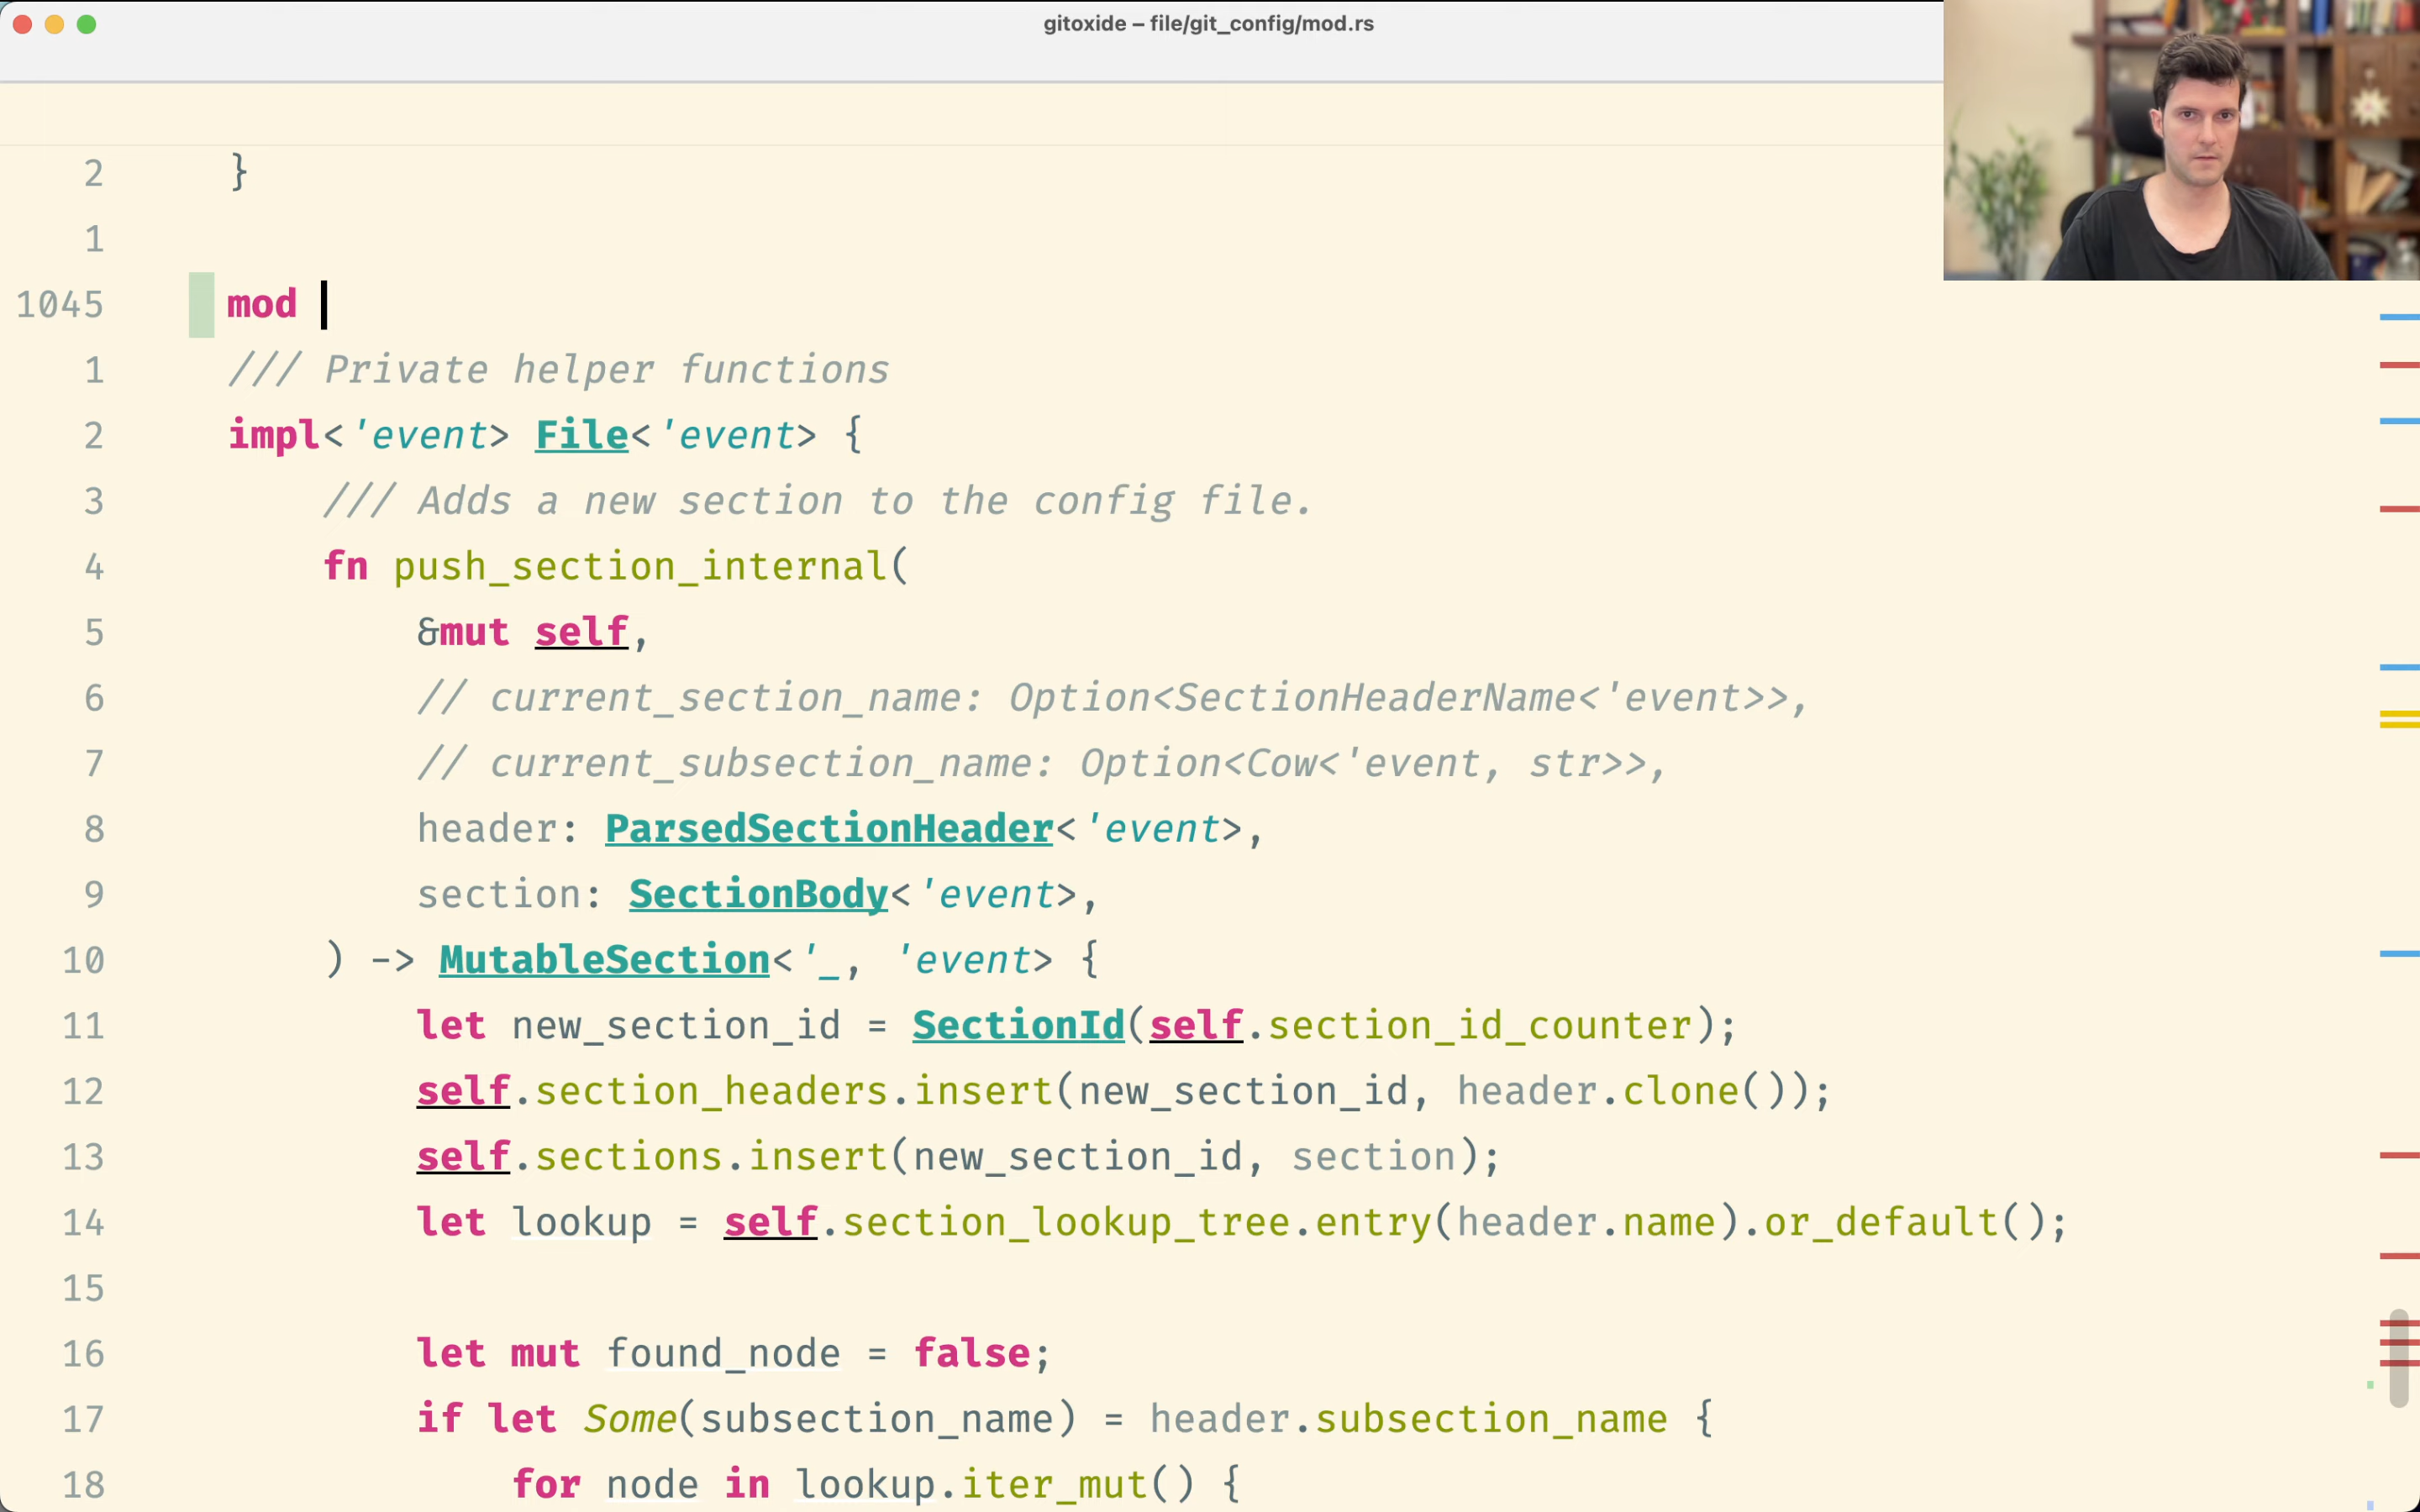 gitoxide – file/git_config/mod.rs
2 }
1
1045 mod
1 /// Private helper functions
2 impl<'event> File<'event> {
3 /// Adds a new section to the config file.
4 fn push_section_internal(
5 &mut self,
6 // current_section_name: Option<SectionHeaderName<'event>>,
7 // current_subsection_name: Option<Cow<'event, str>>,
8 header: ParsedSectionHeader<'event>,
9 section: SectionBody<'event>,
10 ) -> MutableSection<'_, 'event> {
11 let new_section_id = SectionId(self.section_id_counter);
12 self.section_headers.insert(new_section_id, header.clone());
13 self.sections.insert(new_section_id, section);
14 let lookup = self.section_lookup_tree.entry(header.name).or_default();
15
16 let mut found_node = false;
17 if let Some(subsection_name) = header.subsection_name {
18 for node in lookup.iter_mut() {